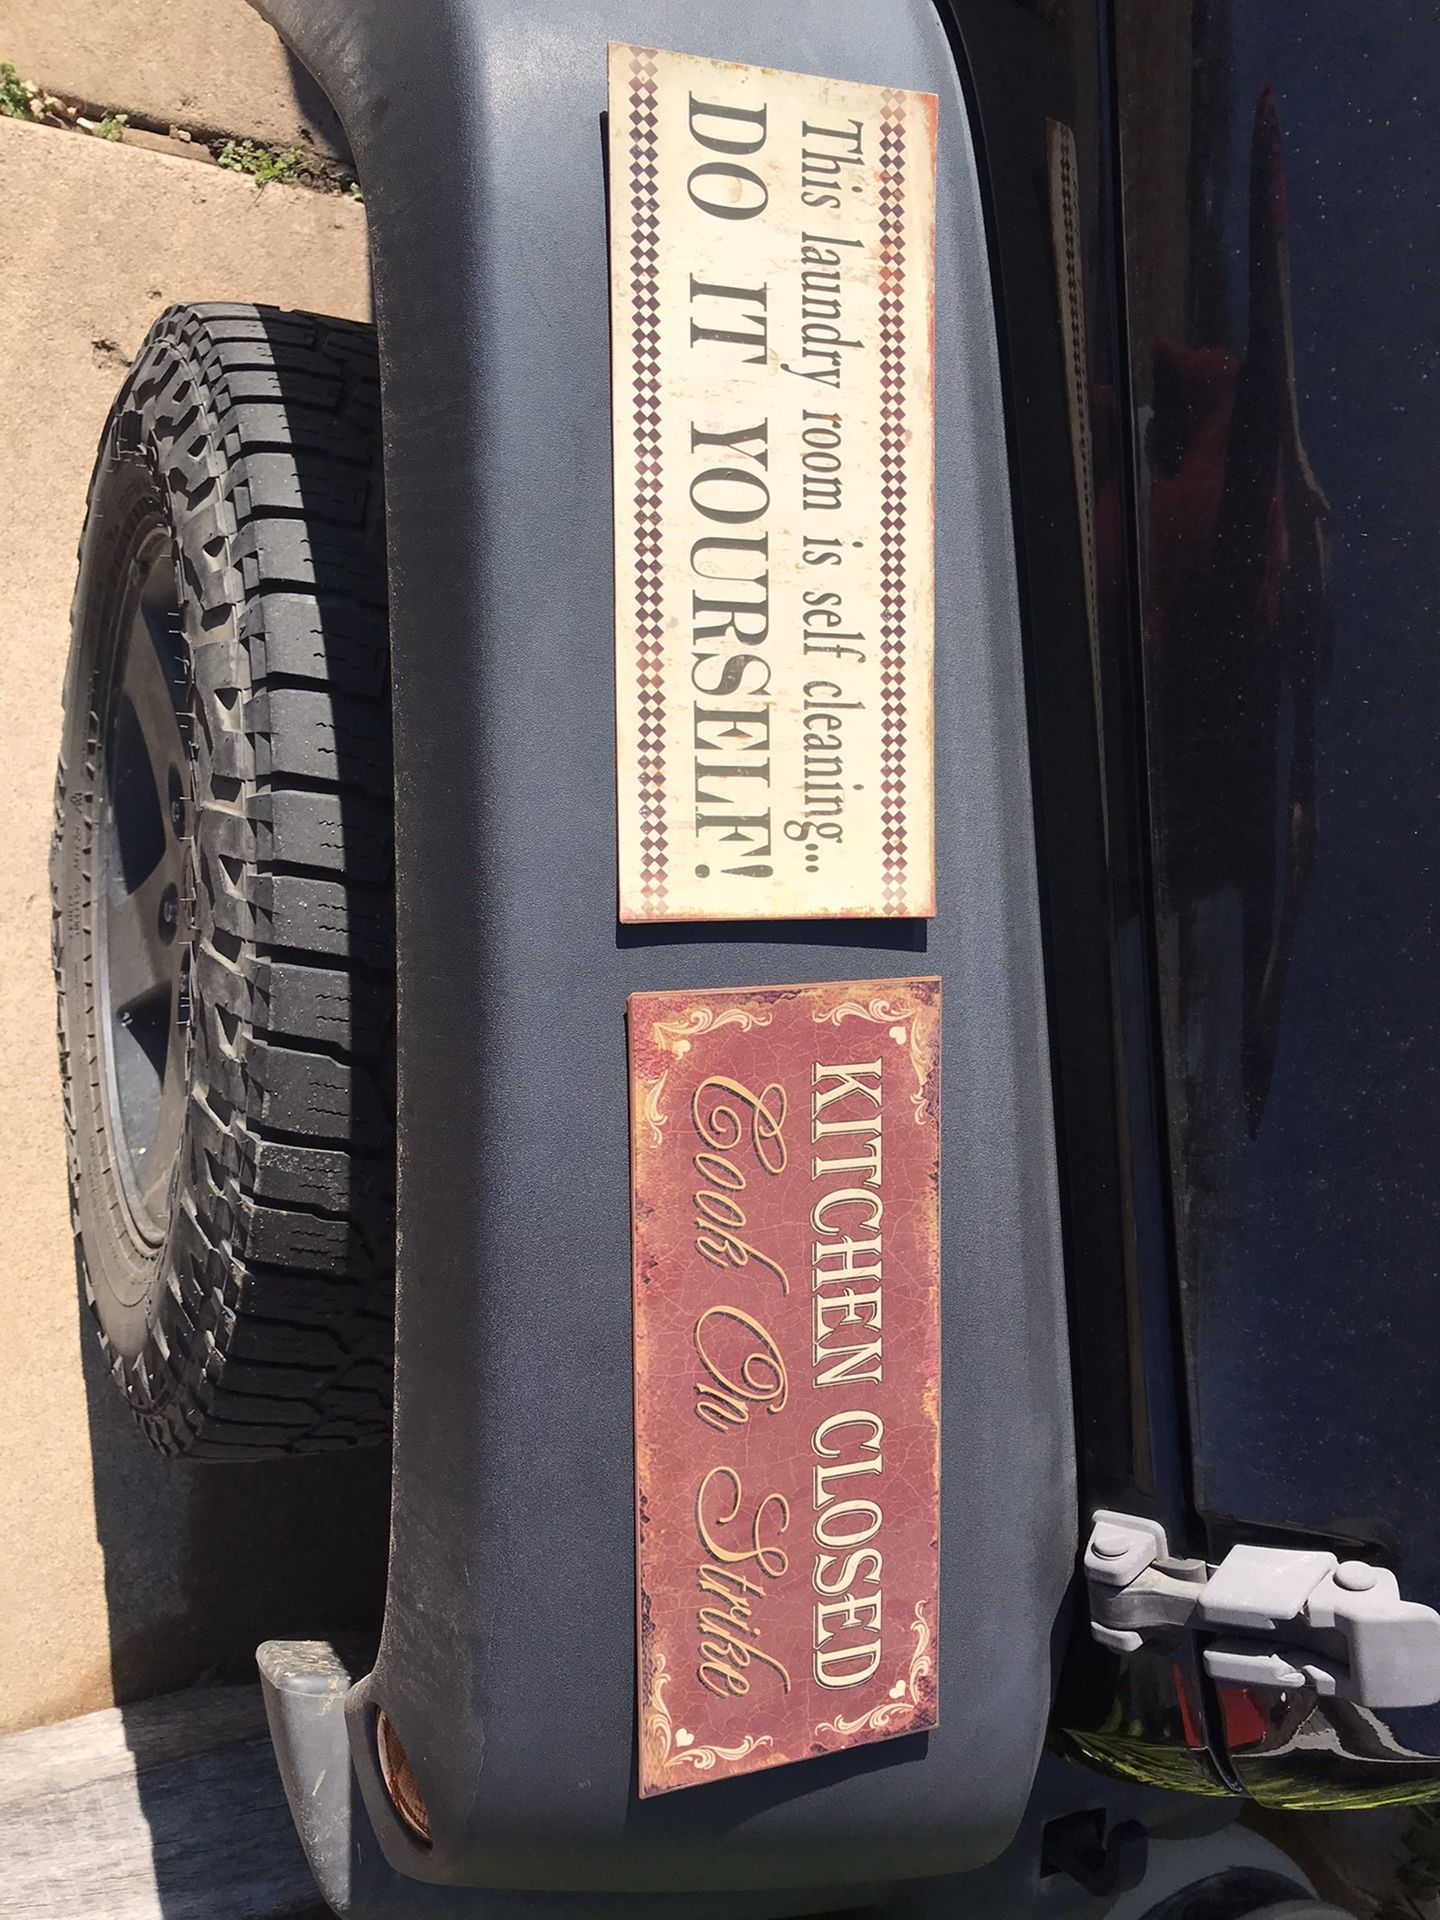 This laundry room is self cleaning...
DO IT YOURSELF!
KITCHEN CLOSED
Cook On Strike